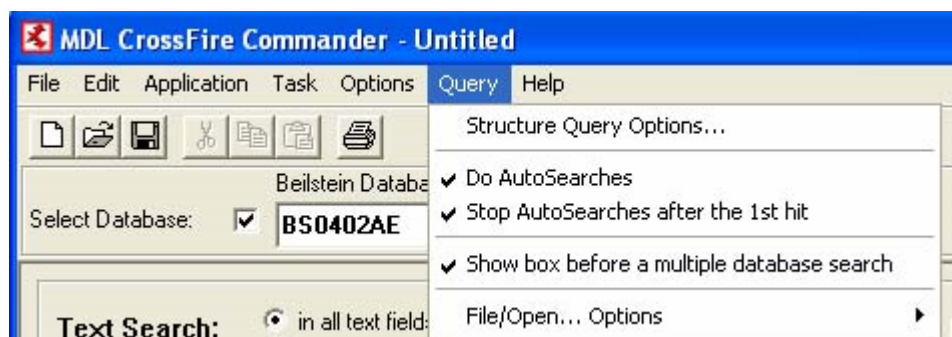 MDL CrossFire Commander - Untitled
File Edit Application Task Options Query Help
Structure Query Options...
Do AutoSearches
Stop AutoSearches after the 1st hit
Show box before a multiple database search
File/Open... Options
Beilstein Databa
Select Database:
BS0402AE
Text Search:
in all text field